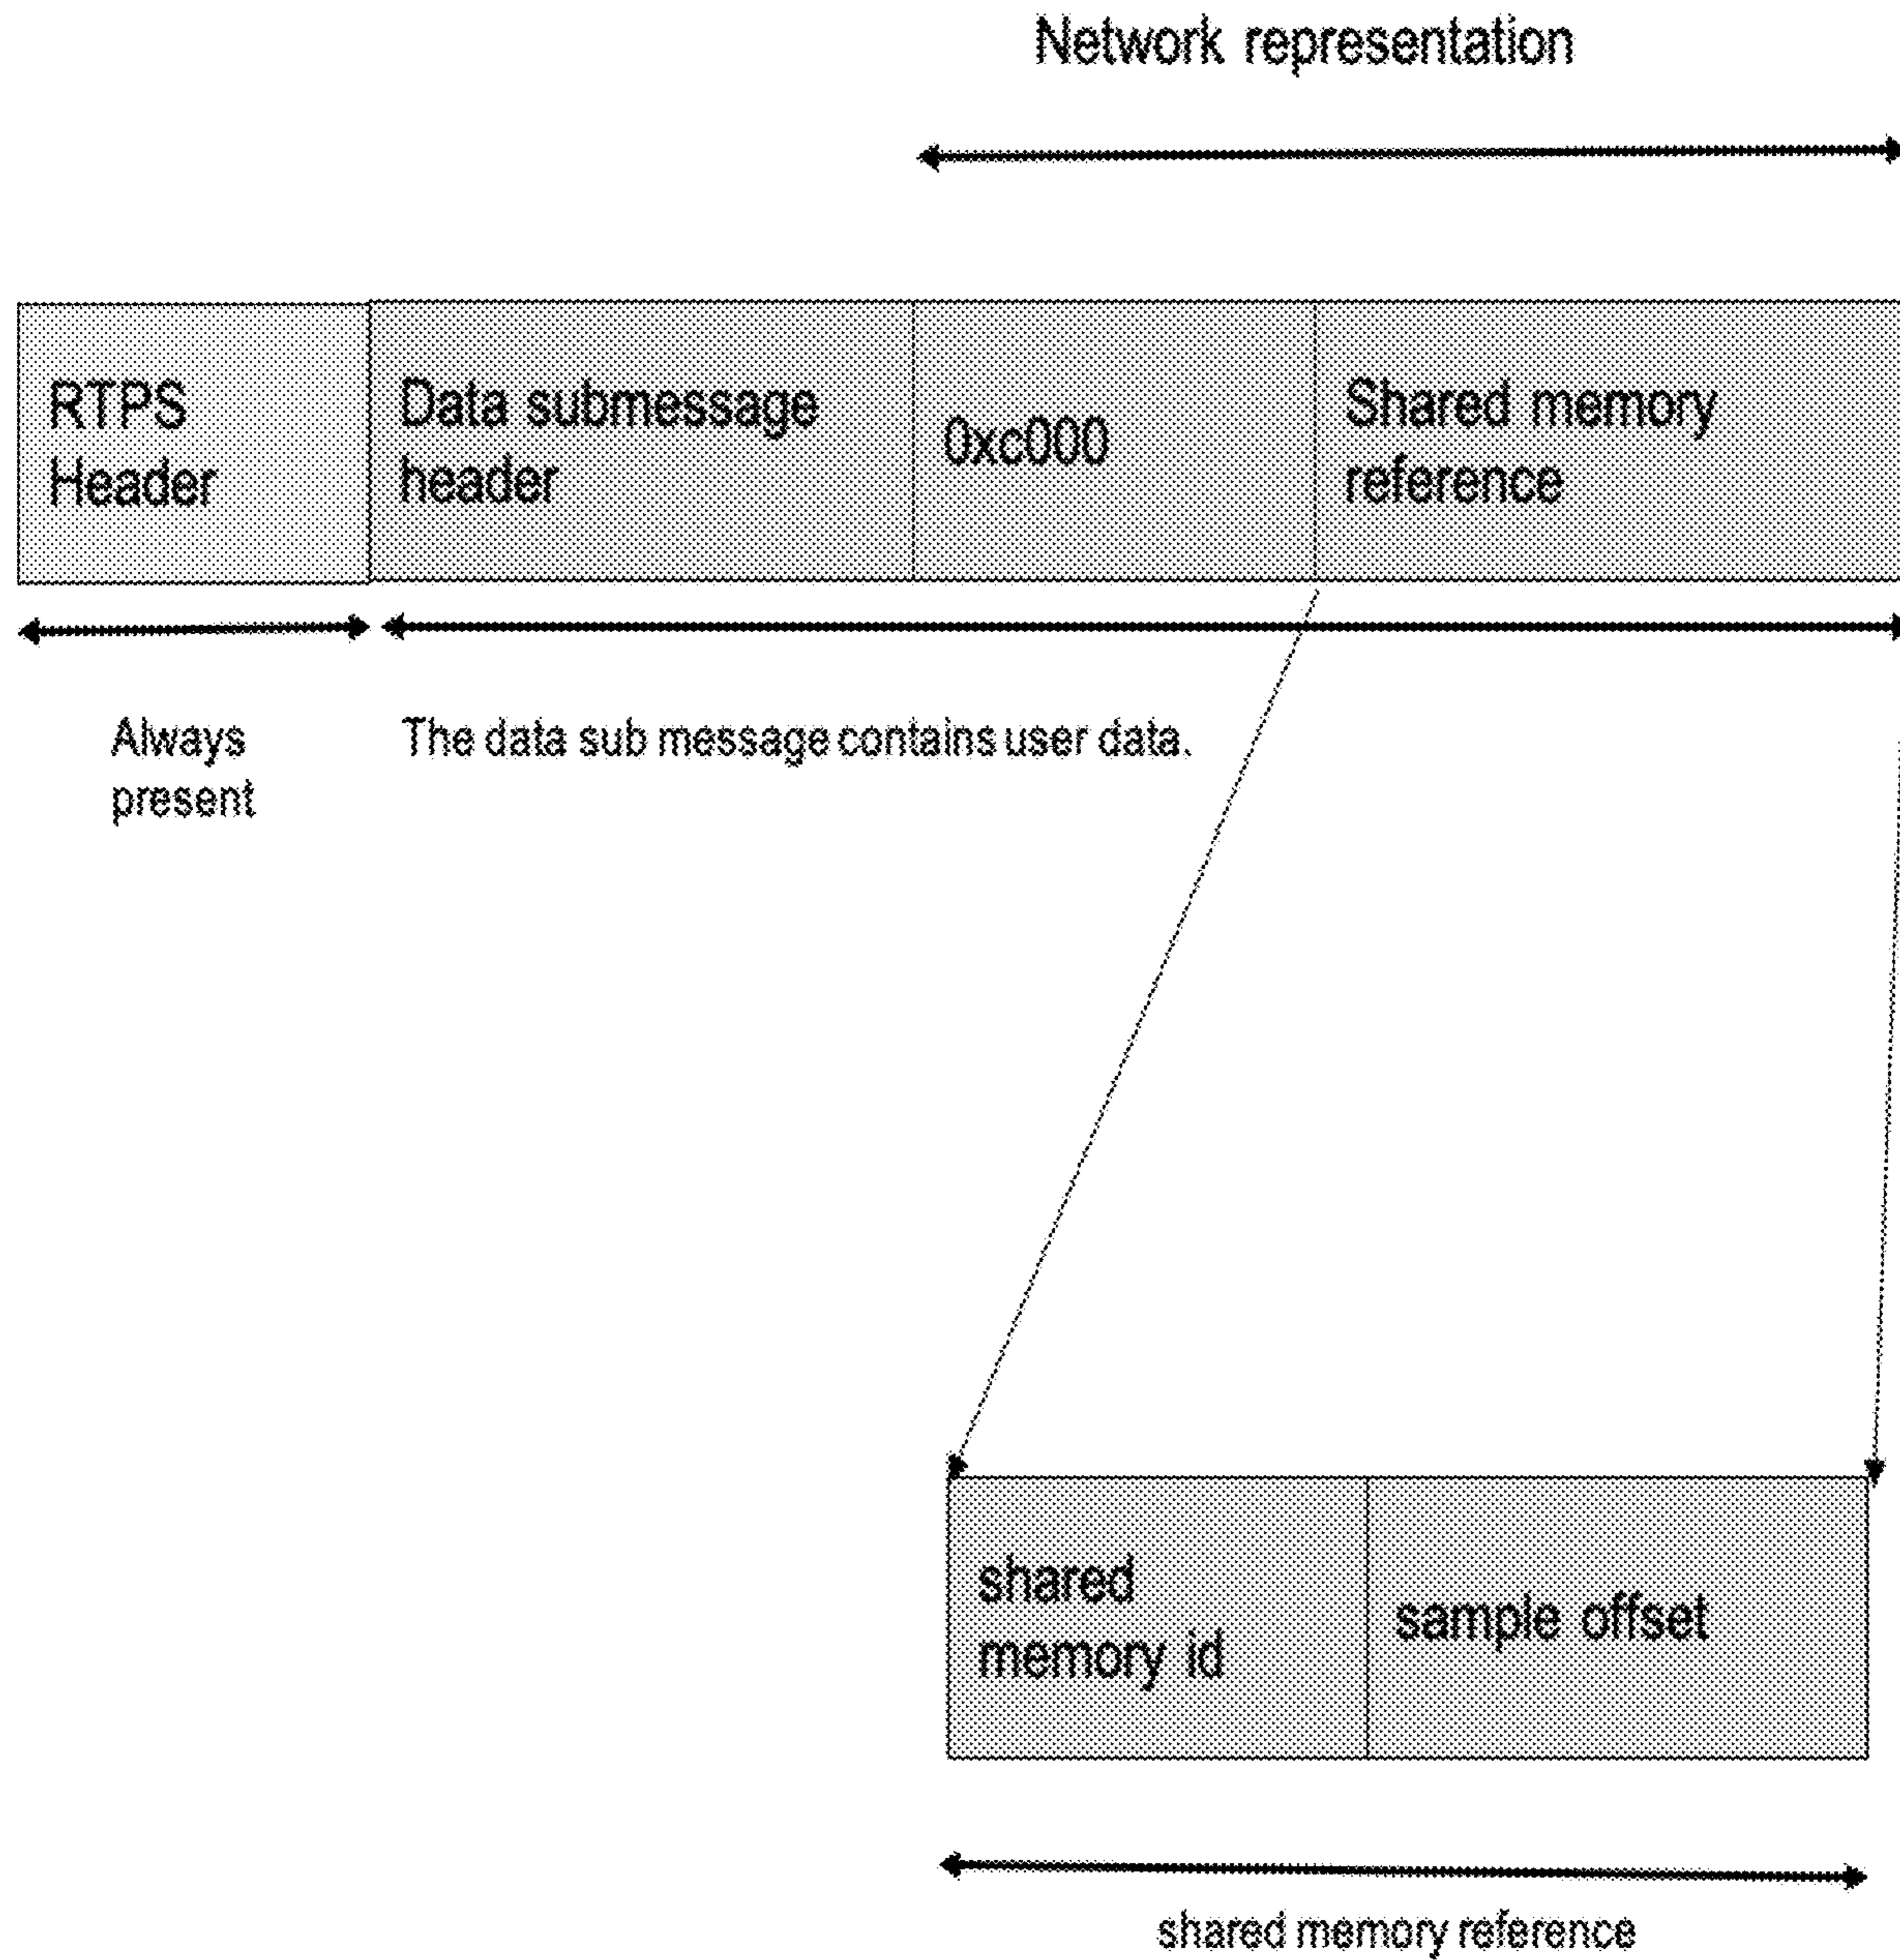 Network representation
RTPS
Header
Data submessage
header
0xc000
Shared memory
reference
Always
present
The data sub message contains user data.
shared
memory id
sample offset
shared memory reference